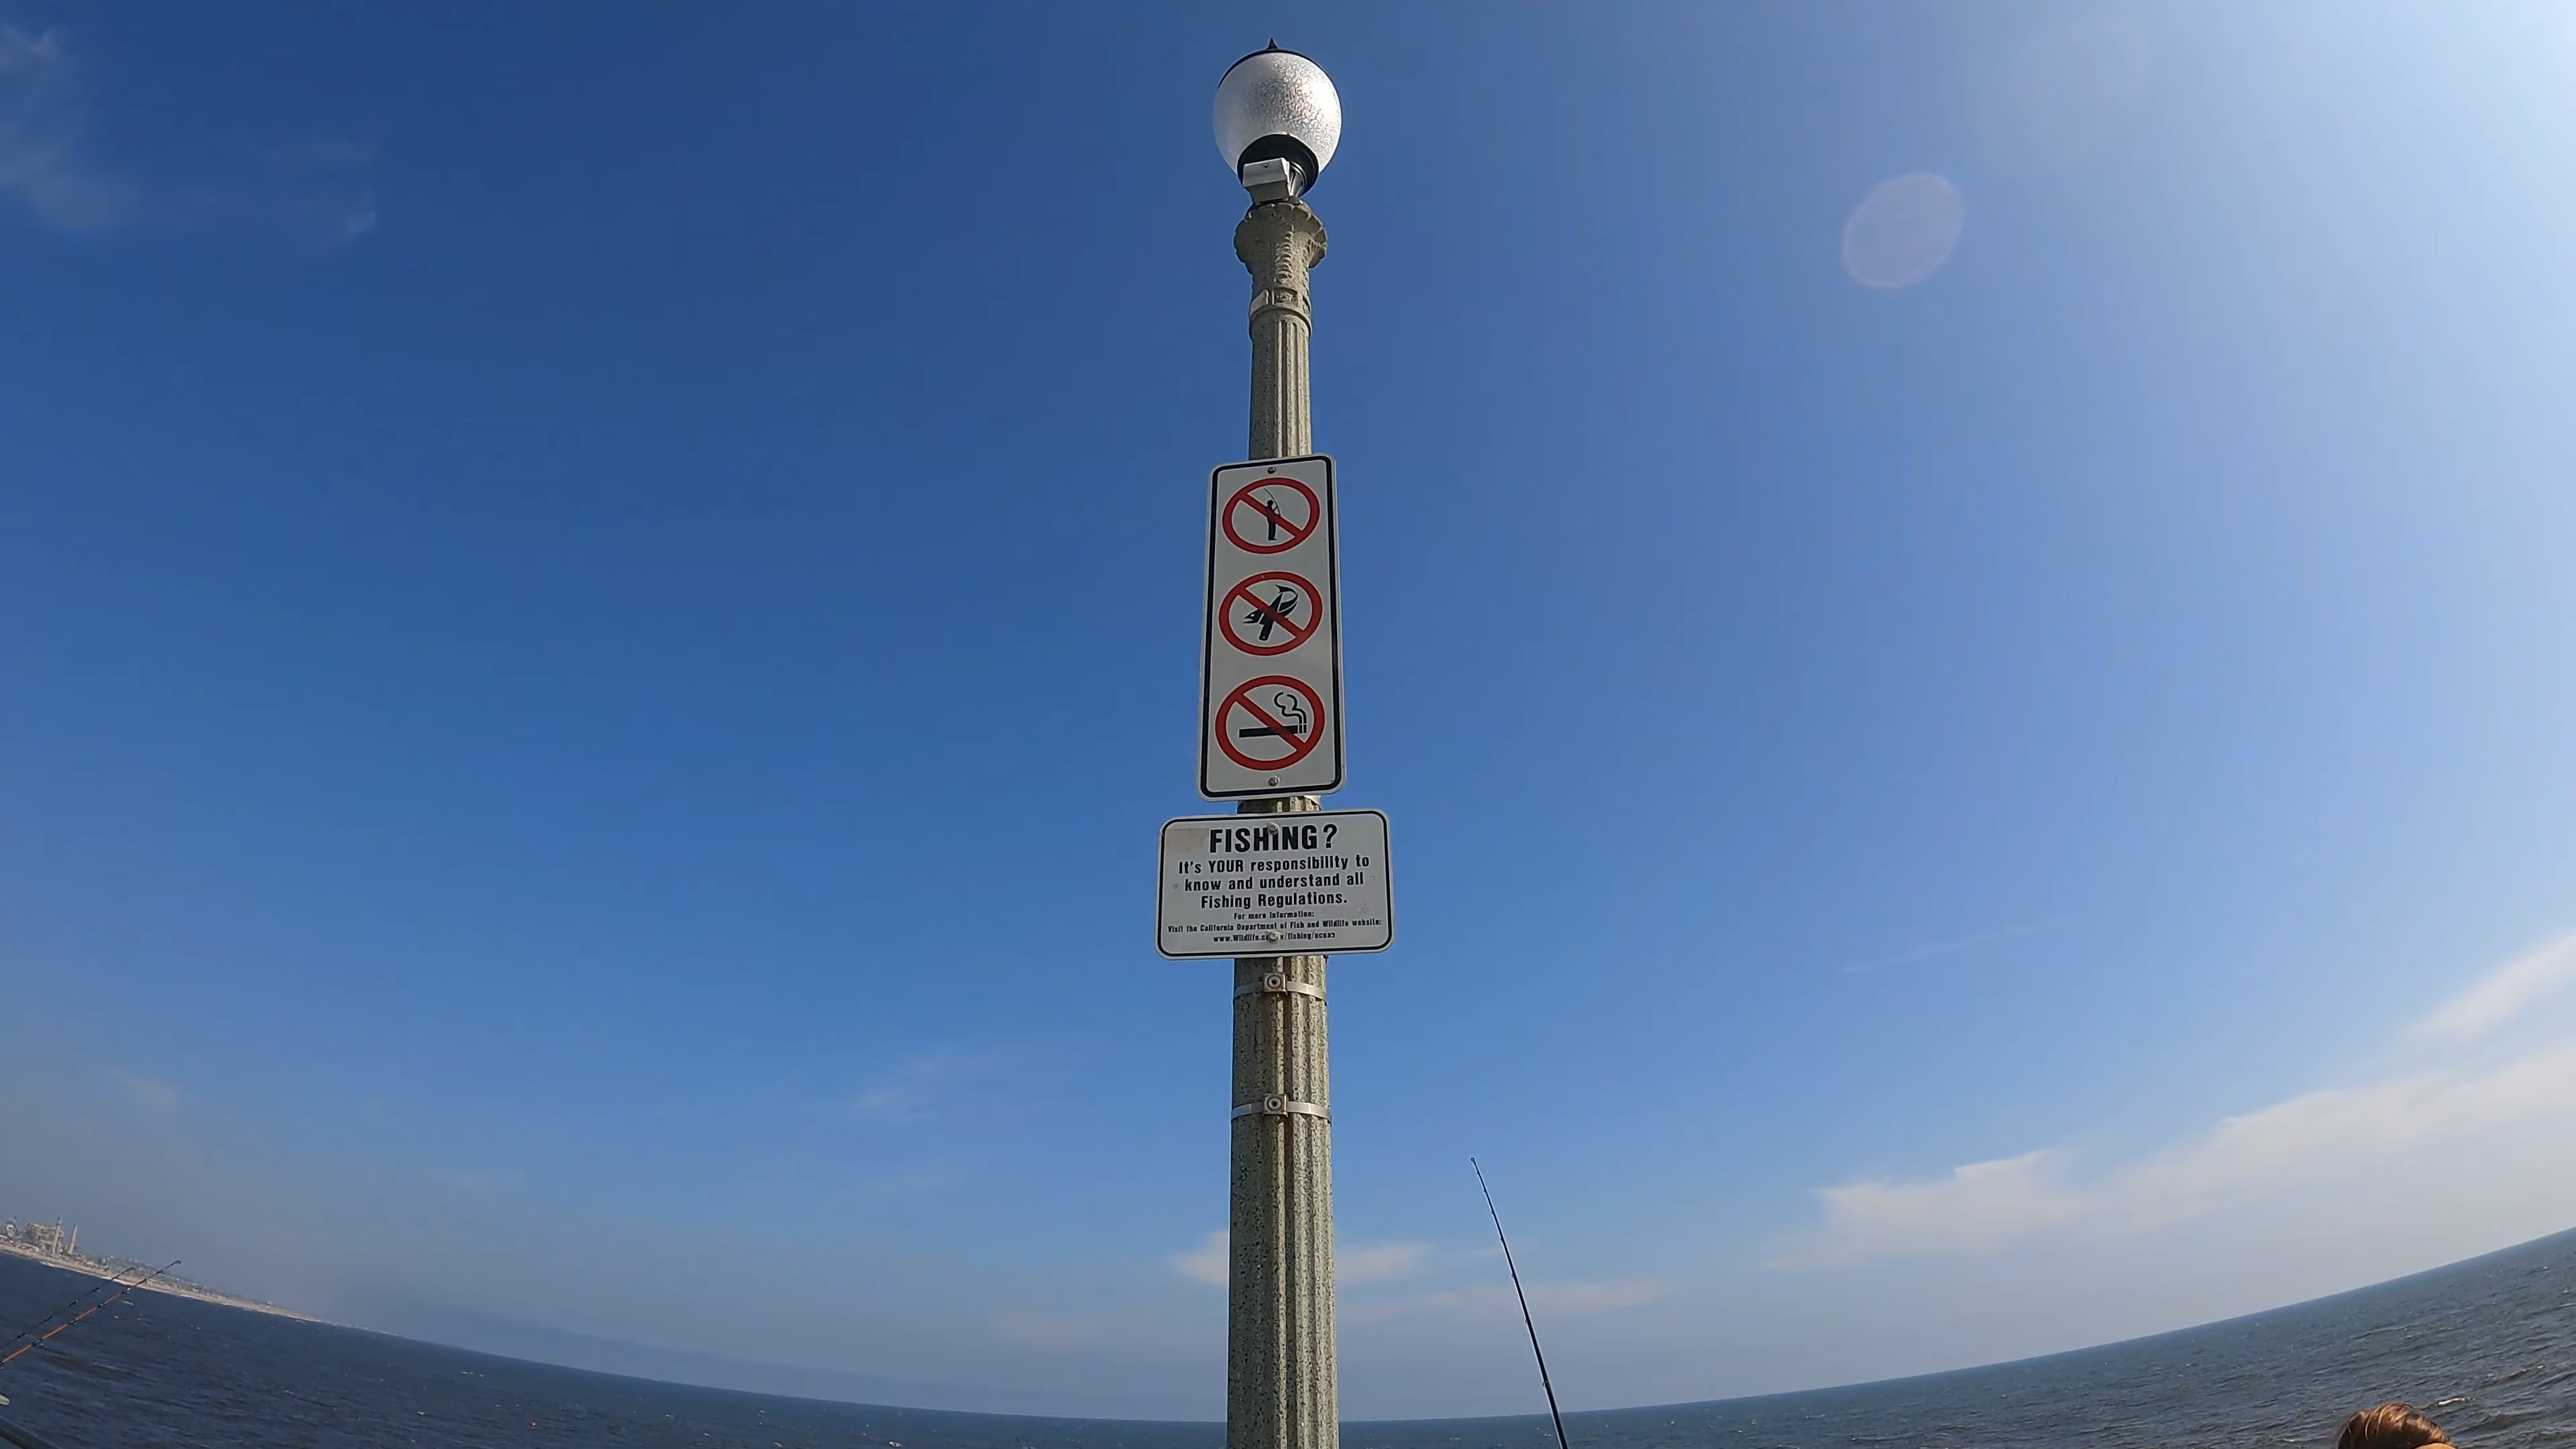 FISHING?
It's YOUR responsibility to
know and understand all
Fishing Regulations.
For more information:
Visit the California Department of Fish and Wildlife website: